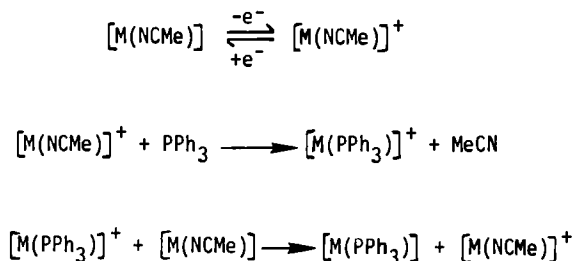 [M(NCMe)] −e⁻ ⇌ +e⁻ [M(NCMe)]⁺
[M(NCMe)]⁺ + PPh₃ ⟶ [M(PPh₃)]⁺ + MeCN
[M(PPh₃)]⁺ + [M(NCMe)] ⟶ [M(PPh₃)] + [M(NCMe)]⁺